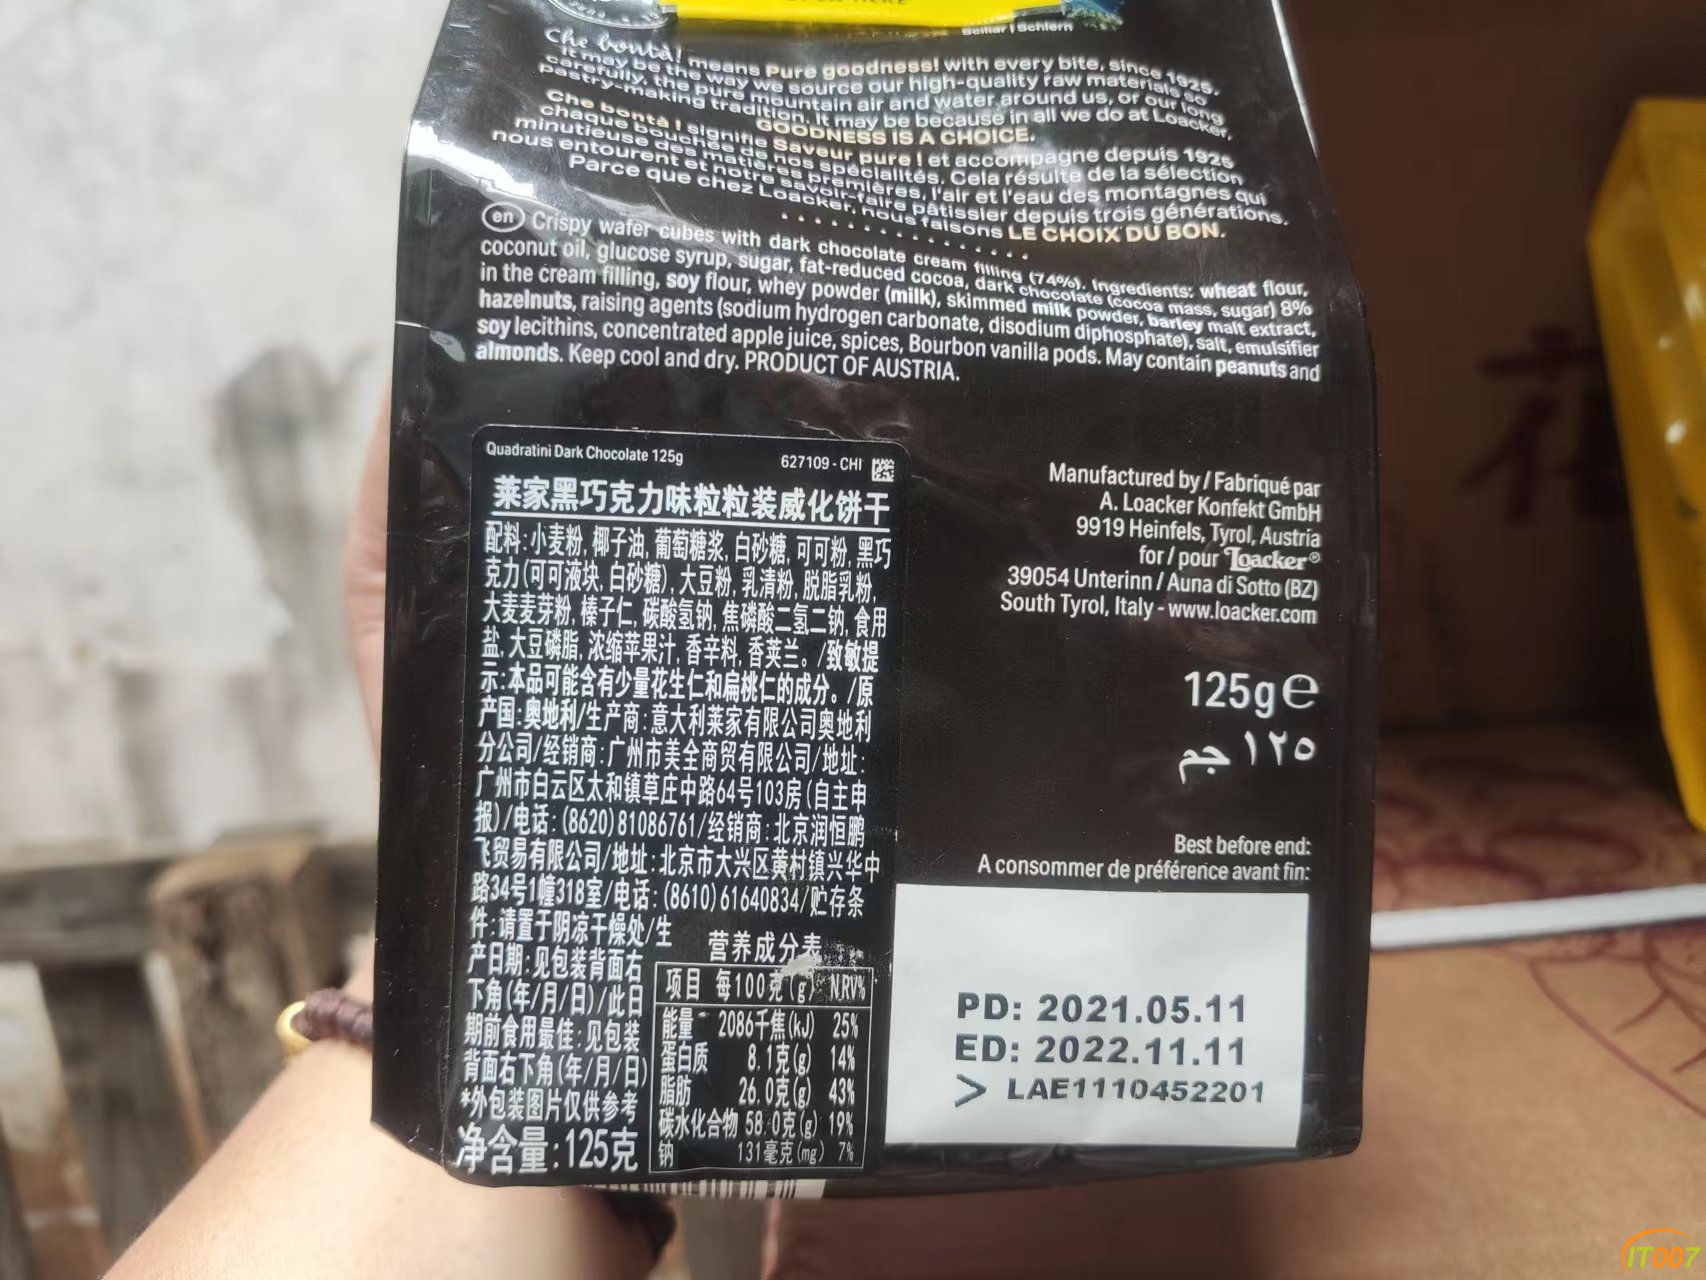 Sciliar | Schlern
Che bontà! means Pure goodness! with every bite, since 1925.
It may be the way we source our high-quality raw materials so
carefully, the pure mountain air and water around us, or our long
pastry-making tradition. It may be because in all we do at Loacker,
GOODNESS IS A CHOICE.
Che bontà ! signifie Saveur pure ! et accompagne depuis 1925
chaque bouchée de nos spécialités. Cela résulte de la sélection
minutieuse des matières premières, l'air et l'eau des montagnes qui
nous entourent et notre savoir-faire pâtissier depuis trois générations.
Parce que chez Loacker, nous faisons LE CHOIX DU BON.
en Crispy wafer cubes with dark chocolate cream filling (74%). Ingredients: wheat flour,
coconut oil, glucose syrup, sugar, fat-reduced cocoa, dark chocolate (cocoa mass, sugar) 8%
in the cream filling, soy flour, whey powder (milk), skimmed milk powder, barley malt extract,
hazelnuts, raising agents (sodium hydrogen carbonate, disodium diphosphate), salt, emulsifier
soy lecithins, concentrated apple juice, spices, Bourbon vanilla pods. May contain peanuts and
almonds. Keep cool and dry. PRODUCT OF AUSTRIA.
Quadratini Dark Chocolate 125g
627109 - CHI
莱家黑巧克力味粒粒装威化饼干
配料:小麦粉, 椰子油, 葡萄糖浆, 白砂糖, 可可粉, 黑巧
克力(可可液块, 白砂糖), 大豆粉, 乳清粉, 脱脂乳粉,
大麦麦芽粉, 榛子仁, 碳酸氢钠, 焦磷酸二氢二钠, 食用
盐, 大豆磷脂, 浓缩苹果汁, 香辛料, 香荚兰。/致敏提
示:本品可能含有少量花生仁和扁桃仁的成分。/原
产国:奥地利/生产商:意大利莱家有限公司奥地利
分公司/经销商:广州市美全商贸有限公司/地址:
广州市白云区太和镇草庄中路64号103房(自主申
报)/电话:(8620)81086761/经销商:北京润恒鹏
飞贸易有限公司/地址:北京市大兴区黄村镇兴华中
路34号1幢318室/电话:(8610)61640834/贮存条
件:请置于阴凉干燥处/生
产日期:见包装背面右
下角(年/月/日)/此日
期前食用最佳:见包装
背面右下角(年/月/日)
*外包装图片仅供参考
净含量:125克
营养成分表
项目 每100克(g) NRV%
能量 2086千焦(kJ) 25%
蛋白质 8.1克(g) 14%
脂肪 26.0克(g) 43%
碳水化合物 58.0克(g) 19%
钠 131毫克(mg) 7%
Manufactured by / Fabriqué par
A. Loacker Konfekt GmbH
9919 Heinfels, Tyrol, Austria
for / pour Loacker®
39054 Unterinn / Auna di Sotto (BZ)
South Tyrol, Italy - www.loacker.com
125g e
١٢٥ جم
Best before end:
A consommer de préférence avant fin:
PD: 2021.05.11
ED: 2022.11.11
> LAE1110452201
IT007